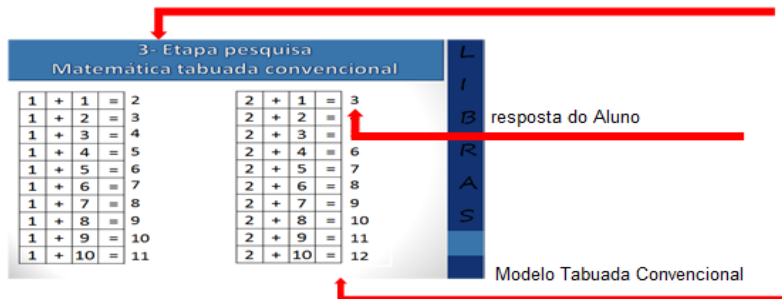 3- Etapa pesquisa
Matemática tabuada convencional
1 + 1 = 2
1 + 2 = 3
1 + 3 = 4
1 + 4 = 5
1 + 5 = 6
1 + 6 = 7
1 + 7 = 8
1 + 8 = 9
1 + 9 = 10
1 + 10 = 11
2 + 1 = 3
2 + 2 =
2 + 3 =
2 + 4 = 6
2 + 5 = 7
2 + 6 = 8
2 + 7 = 9
2 + 8 = 10
2 + 9 = 11
2 + 10 = 12
L
I
B
R
A
S
resposta do Aluno
Modelo Tabuada Convencional